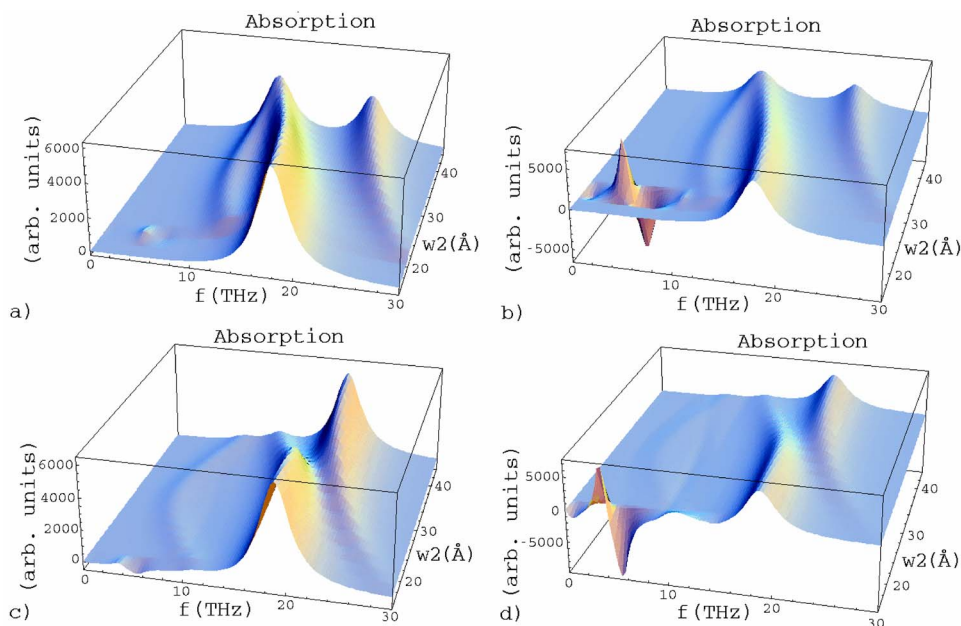 a)
Absorption
(arb. units)
6000
4000
2000
0
0
10
20
30
f(THz)
20
30
40
w2(Å)
b)
Absorption
(arb. units)
5000
0
-5000
0
10
20
30
f(THz)
20
30
40
w2(Å)
c)
Absorption
(arb. units)
6000
4000
2000
0
0
10
20
30
f(THz)
20
30
40
w2(Å)
d)
Absorption
(arb. units)
5000
0
-5000
0
10
20
30
f(THz)
20
30
40
w2(Å)